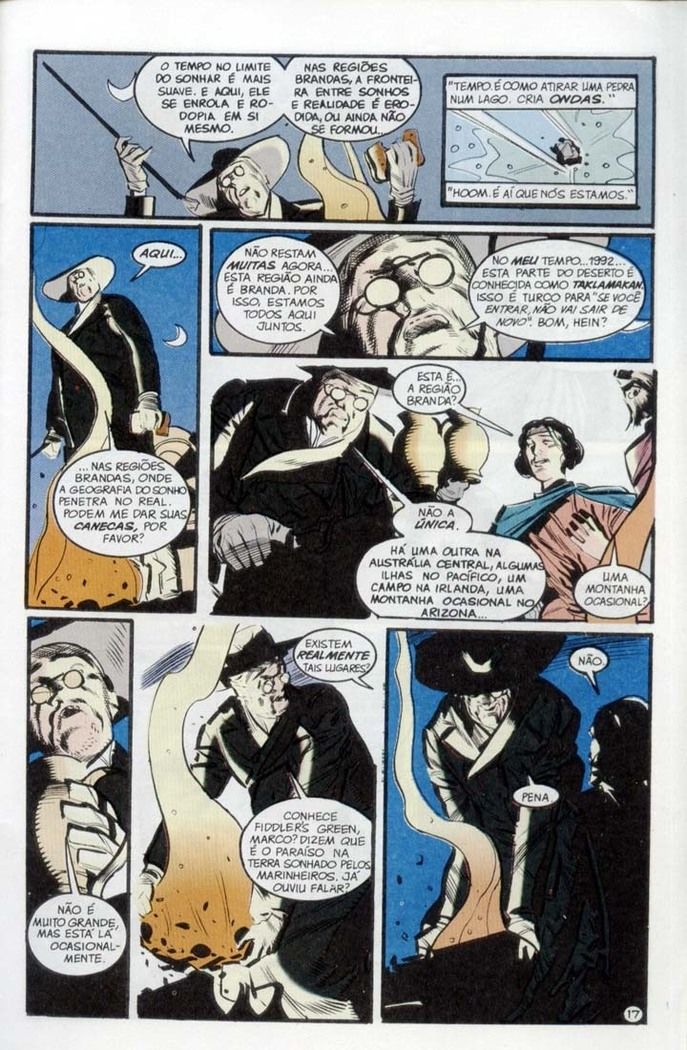 O TEMPO NO LIMITE
DO SONHAR É MAIS
SUAVE. E AQUI, ELE
SE ENROLA E RO-
DOPIA EM SI
MESMO.
NAS REGIÕES
BRANDAS, A FRONTEI-
RA ENTRE SONHOS
E REALIDADE É ERO-
DIDA, OU AINDA NÃO
SE FORMOU...
"TEMPO. É COMO ATIRAR UMA PEDRA
NUM LAGO. CRIA ONDAS."
"HOOM. É AÍ QUE NÓS ESTAMOS."
AQUI...
...NAS REGIÕES
BRANDAS, ONDE
A GEOGRAFIA DO SONHO
PENETRA NO REAL.
PODEM ME DAR SUAS
CANECAS, POR
FAVOR?
NÃO RESTAM
MUITAS AGORA...
ESTA REGIÃO AINDA
É BRANDA. POR
ISSO, ESTAMOS
TODOS AQUI
JUNTOS.
NO MEU TEMPO...1992...
ESTA PARTE DO DESERTO É
CONHECIDA COMO TAKLAMAKAN.
ISSO É TURCO PARA "SE VOCÊ
ENTRAR, NÃO VAI SAIR DE
NOVO". BOM, HEIN?
ESTA É...
A REGIÃO
BRANDA?
NÃO A
ÚNICA.
HÁ UMA OUTRA NA
AUSTRÁLIA CENTRAL, ALGUMAS
ILHAS NO PACÍFICO, UM
CAMPO NA IRLANDA, UMA
MONTANHA OCASIONAL NO
ARIZONA...
UMA
MONTANHA
OCASIONAL?
NÃO É
MUITO GRANDE,
MAS ESTÁ LÁ
OCASIONAL-
MENTE.
EXISTEM
REALMENTE
TAIS LUGARES?
CONHECE
FIDDLER'S GREEN,
MARCO? DIZEM QUE
É O PARAÍSO NA
TERRA SONHADO PELOS
MARINHEIROS. JÁ
OUVIU FALAR?
NÃO.
PENA.
17